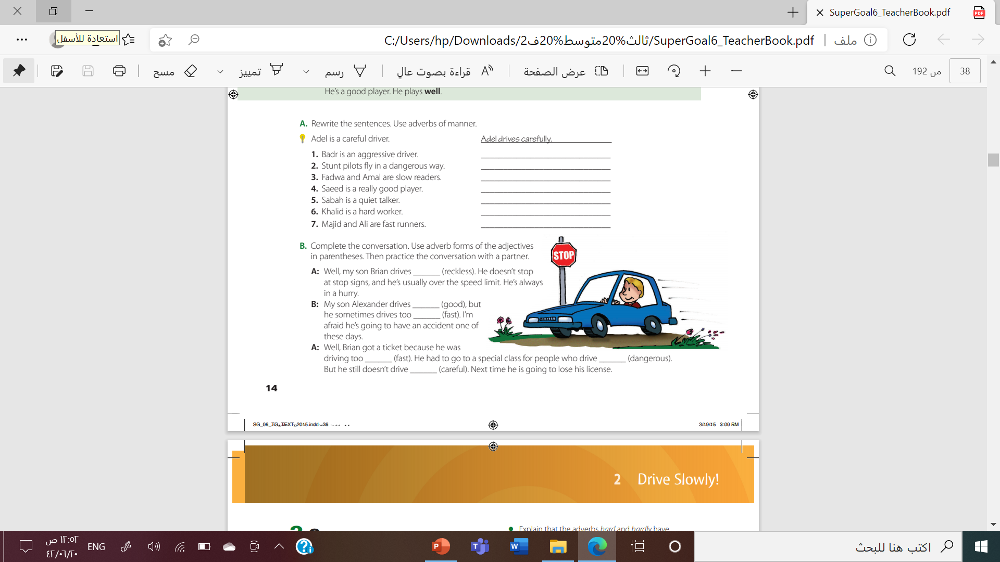 SuperGoal6_TeacherBook.pdf
استعادة للأسفل
ملف
C:/Users/hp/Downloads/ثالث%20متوسط%20ف2/SuperGoal6_TeacherBook.pdf
مسح
تمييز
رسم
قراءة بصوت عالٍ
عرض الصفحة
من 192
38
He's a good player. He plays well.
A. Rewrite the sentences. Use adverbs of manner.
Adel is a careful driver. Adel drives carefully.
1. Badr is an aggressive driver.
2. Stunt pilots fly in a dangerous way.
3. Fadwa and Amal are slow readers.
4. Saeed is a really good player.
5. Sabah is a quiet talker.
6. Khalid is a hard worker.
7. Majid and Ali are fast runners.
B. Complete the conversation. Use adverb forms of the adjectives
in parentheses. Then practice the conversation with a partner.
STOP
A: Well, my son Brian drives ______ (reckless). He doesn't stop
at stop signs, and he's usually over the speed limit. He's always
in a hurry.
B: My son Alexander drives ______ (good), but
he sometimes drives too ______ (fast). I'm
afraid he's going to have an accident one of
these days.
A: Well, Brian got a ticket because he was
driving too ______ (fast). He had to go to a special class for people who drive ______ (dangerous).
But he still doesn't drive ______ (careful). Next time he is going to lose his license.
14
SG_06_TG_TEXT_2015.indd 26
3/19/15 3:00 PM
2 Drive Slowly!
Explain that the adverbs hard and hardly have
١٢:٥٢ ص
٤٢/٠٦/٢٠
ENG
اكتب هنا للبحث